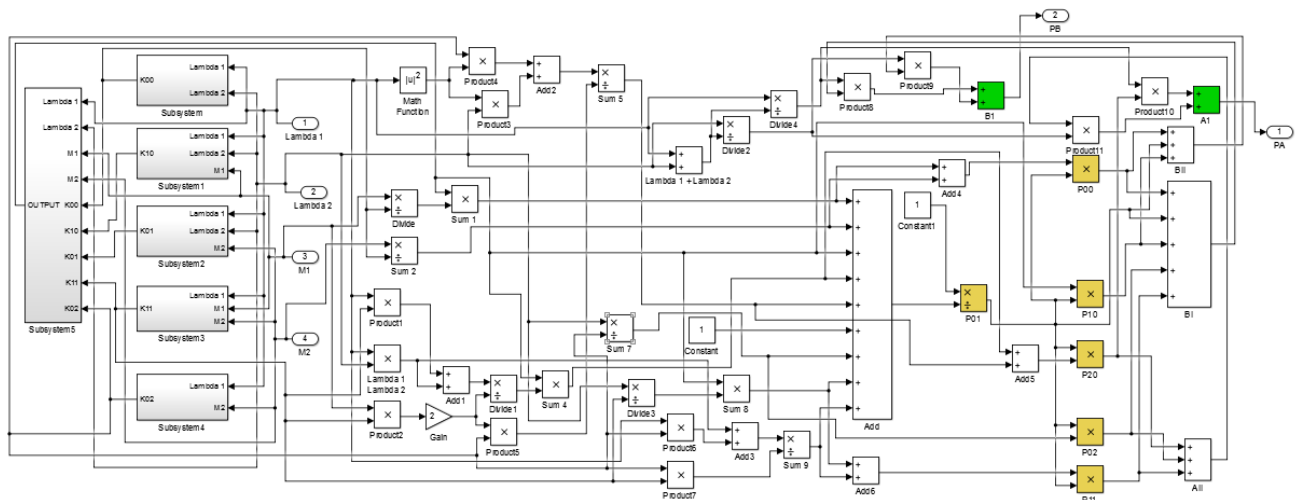 2
PB
K00
Lambda 1
Lambda 2
Subsystem
Lambda 1
Lambda 2
M1
M2
K00
K10
K01
K11
K02
OUTPUT
Subsystem5
K10
Lambda 1
Lambda 2
M1
Subsystem1
K01
Lambda 1
Lambda 2
M2
Subsystem2
K11
Lambda 1
M1
M2
Subsystem3
K02
Lambda 1
M2
Subsystem4
1
Lambda 1
2
Lambda 2
3
M1
4
M2
|u|2
Math
Function
Product4
Product3
Add2
Sum 5
Divide
Sum 1
Sum 2
Product1
Lambda 1
Lambda 2
Product2
Add1
2
Gain
Divide1
Product5
Sum 4
Sum 7
Divide3
Product6
Product7
Lambda 1 +Lambda 2
Divide2
Divide4
Product8
Product9
B1
1
Constant
Sum 8
Add3
Sum 9
Add
Add6
Add4
1
Constant1
P01
Add5
Product10
Product11
A1
1
PA
P00
P10
P20
P02
P11
BII
BI
AII